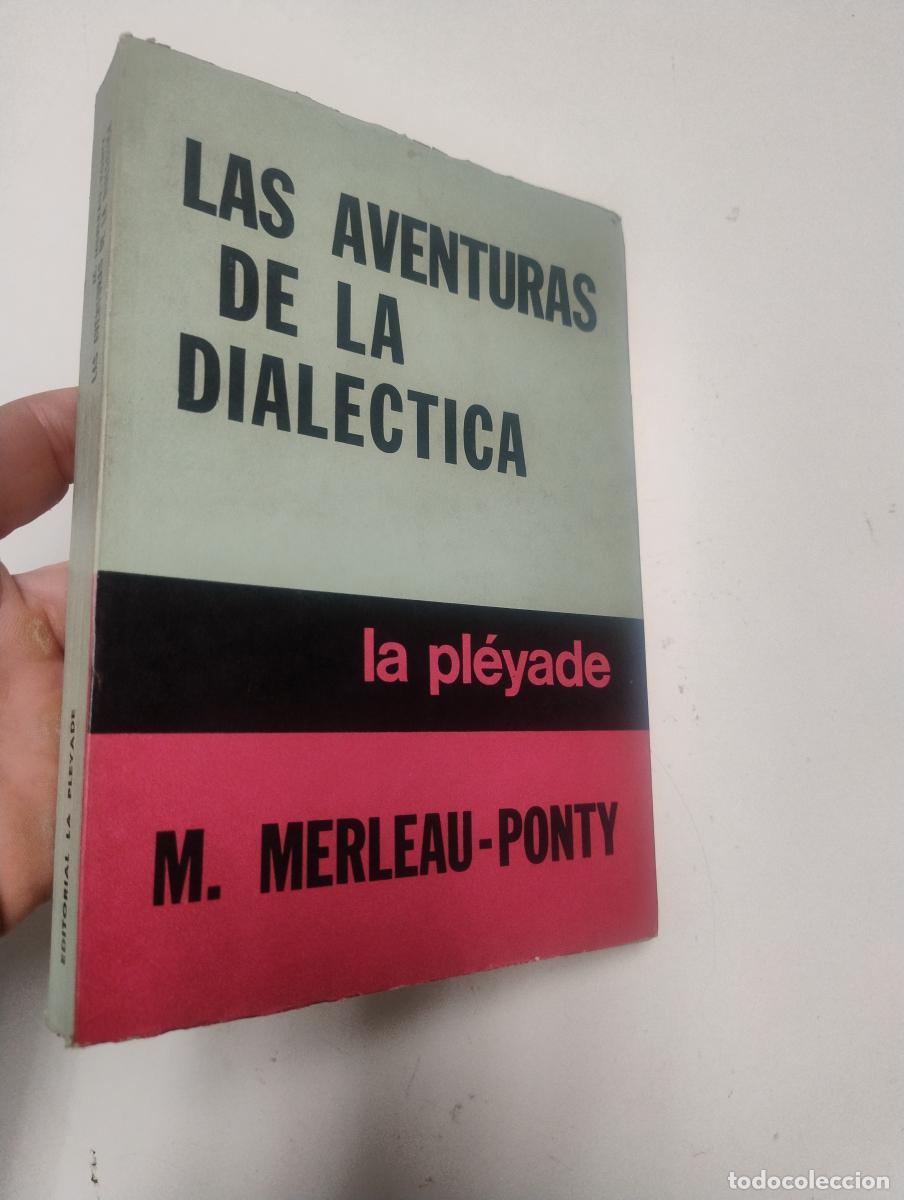 LAS AVENTURAS
DE LA
DIALECTICA
la pléyade
M. MERLEAU-PONTY
EDITORIAL LA PLEYADE
todocoleccion